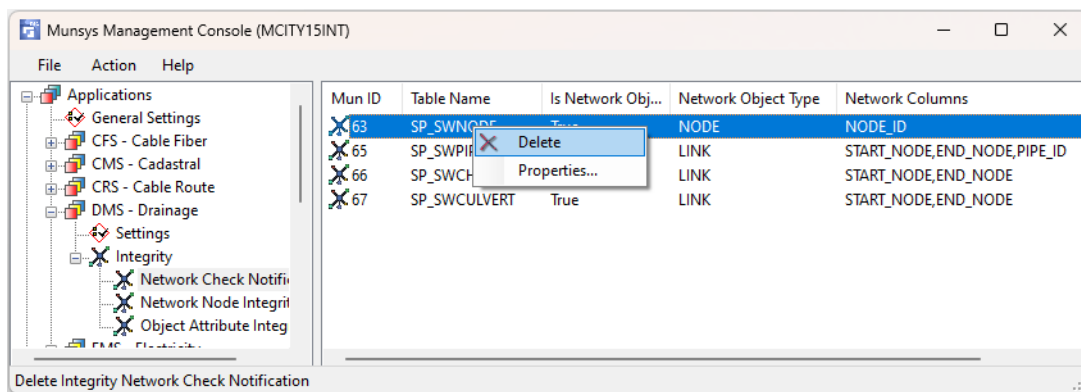 Munsys Management Console (MCITY15INT)
File Action Help
Applications
General Settings
CFS - Cable Fiber
CMS - Cadastral
CRS - Cable Route
DMS - Drainage
Settings
Integrity
Network Check Notifi
Network Node Integrit
Object Attribute Integ
EMS - Electricity
Mun ID Table Name Is Network Obj... Network Object Type Network Columns
63 SP_SWNODE True NODE NODE_ID
65 SP_SWPIP LINK START_NODE,END_NODE,PIPE_ID
66 SP_SWCH LINK START_NODE,END_NODE
67 SP_SWCULVERT True LINK START_NODE,END_NODE
Delete
Properties...
Delete Integrity Network Check Notification